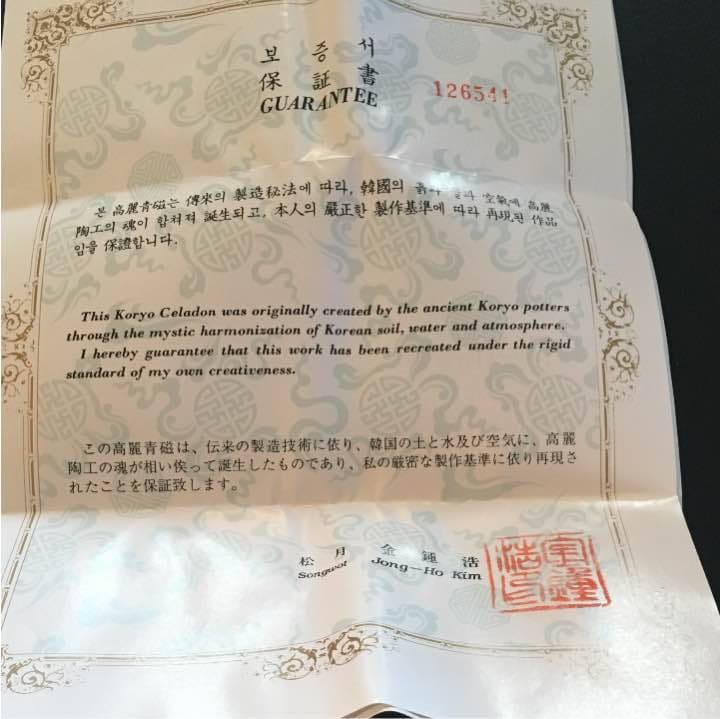 보 증 서
保 証 書
GUARANTEE
126541
본 高麗青磁는 傳來의 製造秘法에 따라, 韓國의 흙과 물과 空氣에 高麗
陶工의 魂이 합쳐져 誕生되고, 本人의 嚴正한 製作基準에 따라 再現된 作品
임을 保證합니다.
This Koryo Celadon was originally created by the ancient Koryo potters
through the mystic harmonization of Korean soil, water and atmosphere.
I hereby guarantee that this work has been recreated under the rigid
standard of my own creativeness.
この高麗青磁は、伝来の製造技術に依り、韓国の土と水及び空気に、高麗
陶工の魂が相い俟って誕生したものであり、私の厳密な製作基準に依り再現さ
れたことを保証致します。
松 月 金 鍾 浩
Songwol Jong—Ho Kim